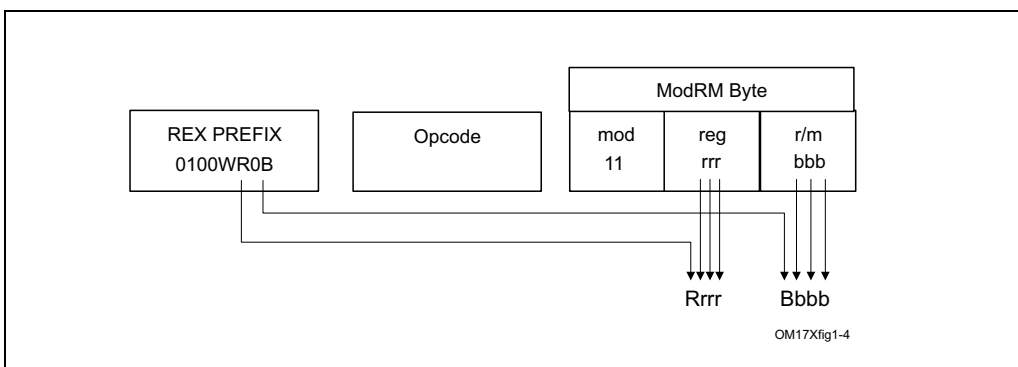 ModRM Byte
REX PREFIX
0100WR0B
Opcode
mod
11
reg
rrr
r/m
bbb
Rrrr
Bbbb
OM17Xfig1-4